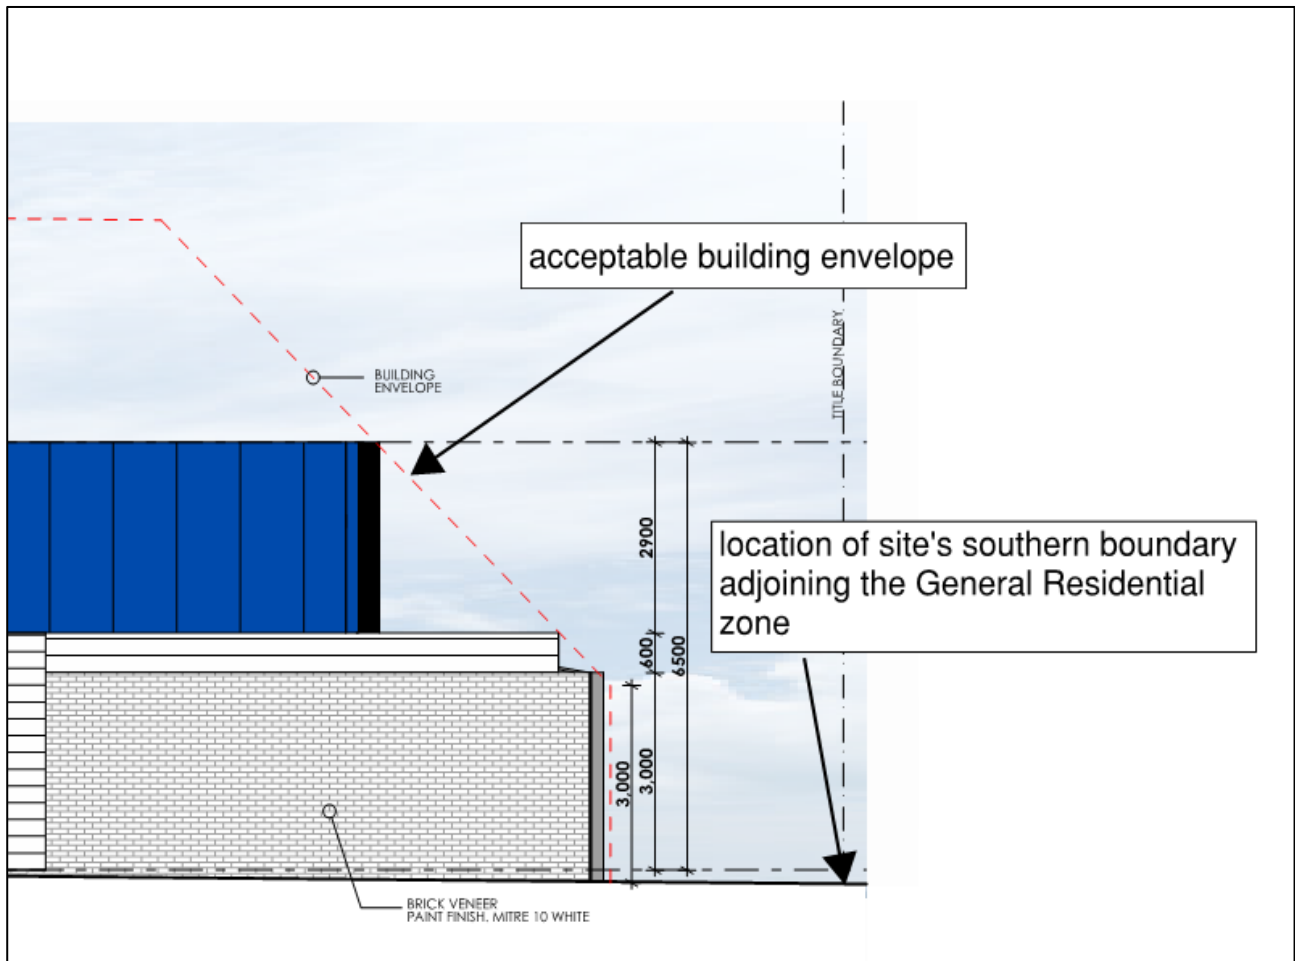 acceptable building envelope
TITLE BOUNDARY
BUILDING
ENVELOPE
location of site's southern boundary
adjoining the General Residential
zone
2900
600
6500
3,000
3,000
BRICK VENEER
PAINT FINISH. MITRE 10 WHITE